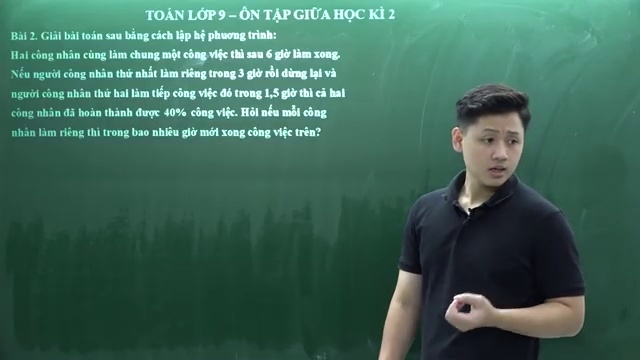 TOÁN LỚP 9 – ÔN TẬP GIỮA HỌC KÌ 2
Bài 2. Giải bài toán sau bằng cách lập hệ phương trình:
Hai công nhân cùng làm chung một công việc thì sau 6 giờ làm xong.
Nếu người công nhân thứ nhất làm riêng trong 3 giờ rồi dừng lại và
người công nhân thứ hai làm tiếp công việc đó trong 1,5 giờ thì cả hai
công nhân đã hoàn thành được 40% công việc. Hỏi nếu mỗi công
nhân làm riêng thì trong bao nhiêu giờ mới xong công việc trên?